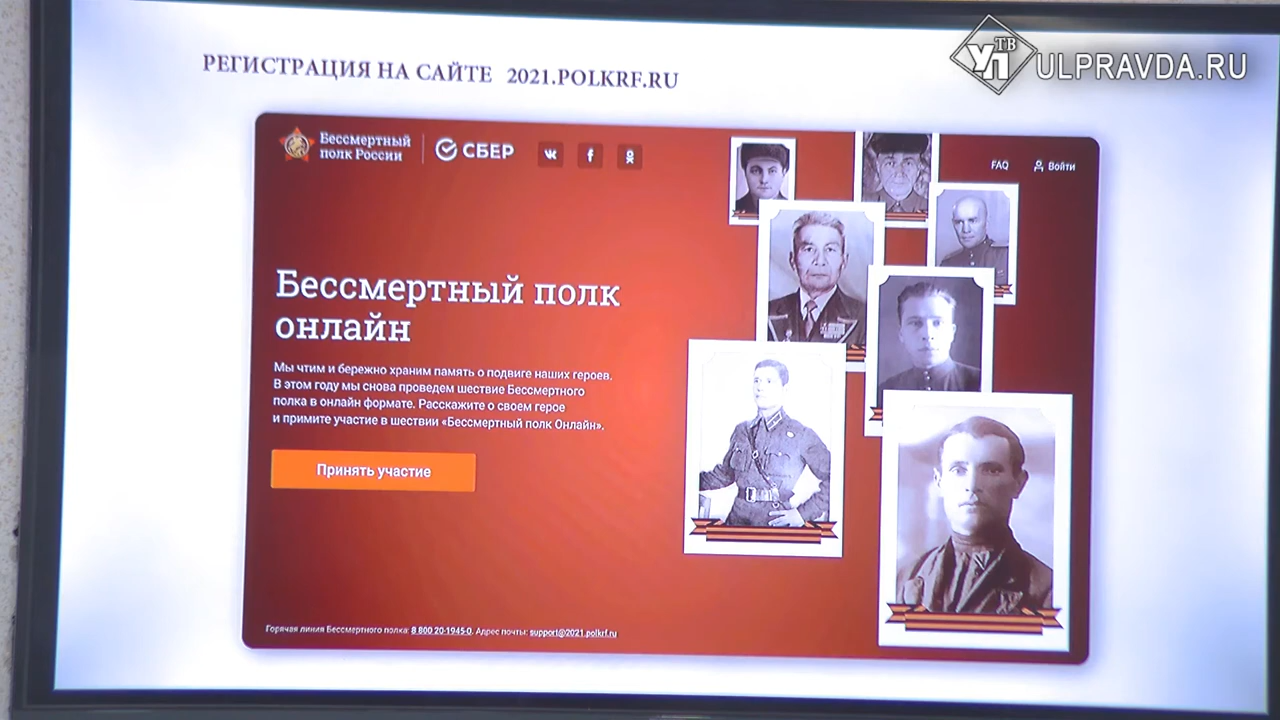 УП ТВ ULPRAVDA.RU
РЕГИСТРАЦИЯ НА САЙТЕ 2021.POLKRF.RU
Бессмертный
полк России
СБЕР
FAQ
Войти
Бессмертный полк
онлайн
Мы чтим и бережно храним память о подвиге наших героев.
В этом году мы снова проведем шествие Бессмертного
полка в онлайн формате. Расскажите о своем герое
и примите участие в шествии «Бессмертный полк Онлайн».
Принять участие
Горячая линия Бессмертного полка: 8 800 20-1945-0. Адрес почты: support@2021.polkrf.ru